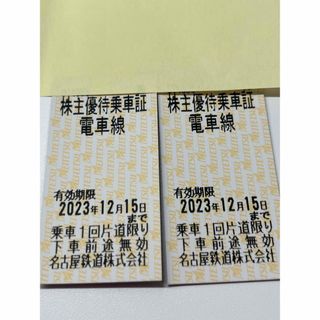 株主優待乗車証
電車線
有効期限
2023年12月15日
まで
乗車1回片道限り
下車前途無効
名古屋鉄道株式会社
株主優待乗車証
電車線
有効期限
2023年12月15日
まで
乗車1回片道限り
下車前途無効
名古屋鉄道株式会社